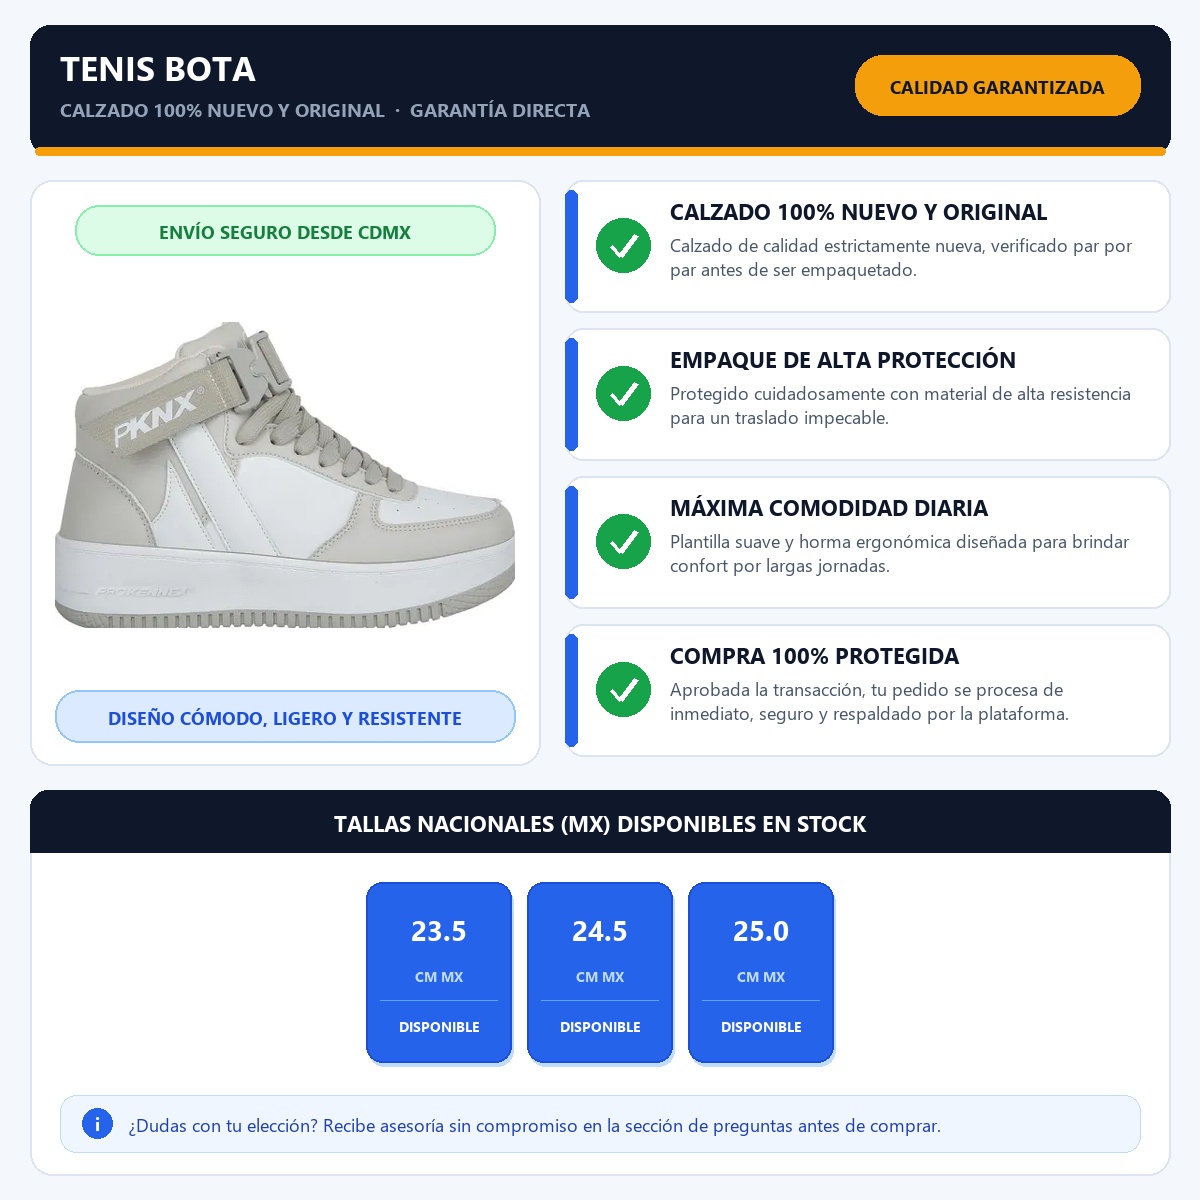 TENIS BOTA
CALZADO 100% NUEVO Y ORIGINAL · GARANTÍA DIRECTA
CALIDAD GARANTIZADA
ENVÍO SEGURO DESDE CDMX
PKNX®
PROKENNEX
DISEÑO CÓMODO, LIGERO Y RESISTENTE
CALZADO 100% NUEVO Y ORIGINAL
Calzado de calidad estrictamente nueva, verificado par por
par antes de ser empaquetado.
EMPAQUE DE ALTA PROTECCIÓN
Protegido cuidadosamente con material de alta resistencia
para un traslado impecable.
MÁXIMA COMODIDAD DIARIA
Plantilla suave y horma ergonómica diseñada para brindar
confort por largas jornadas.
COMPRA 100% PROTEGIDA
Aprobada la transacción, tu pedido se procesa de
inmediato, seguro y respaldado por la plataforma.
TALLAS NACIONALES (MX) DISPONIBLES EN STOCK
23.5
CM MX
DISPONIBLE
24.5
CM MX
DISPONIBLE
25.0
CM MX
DISPONIBLE
¿Dudas con tu elección? Recibe asesoría sin compromiso en la sección de preguntas antes de comprar.